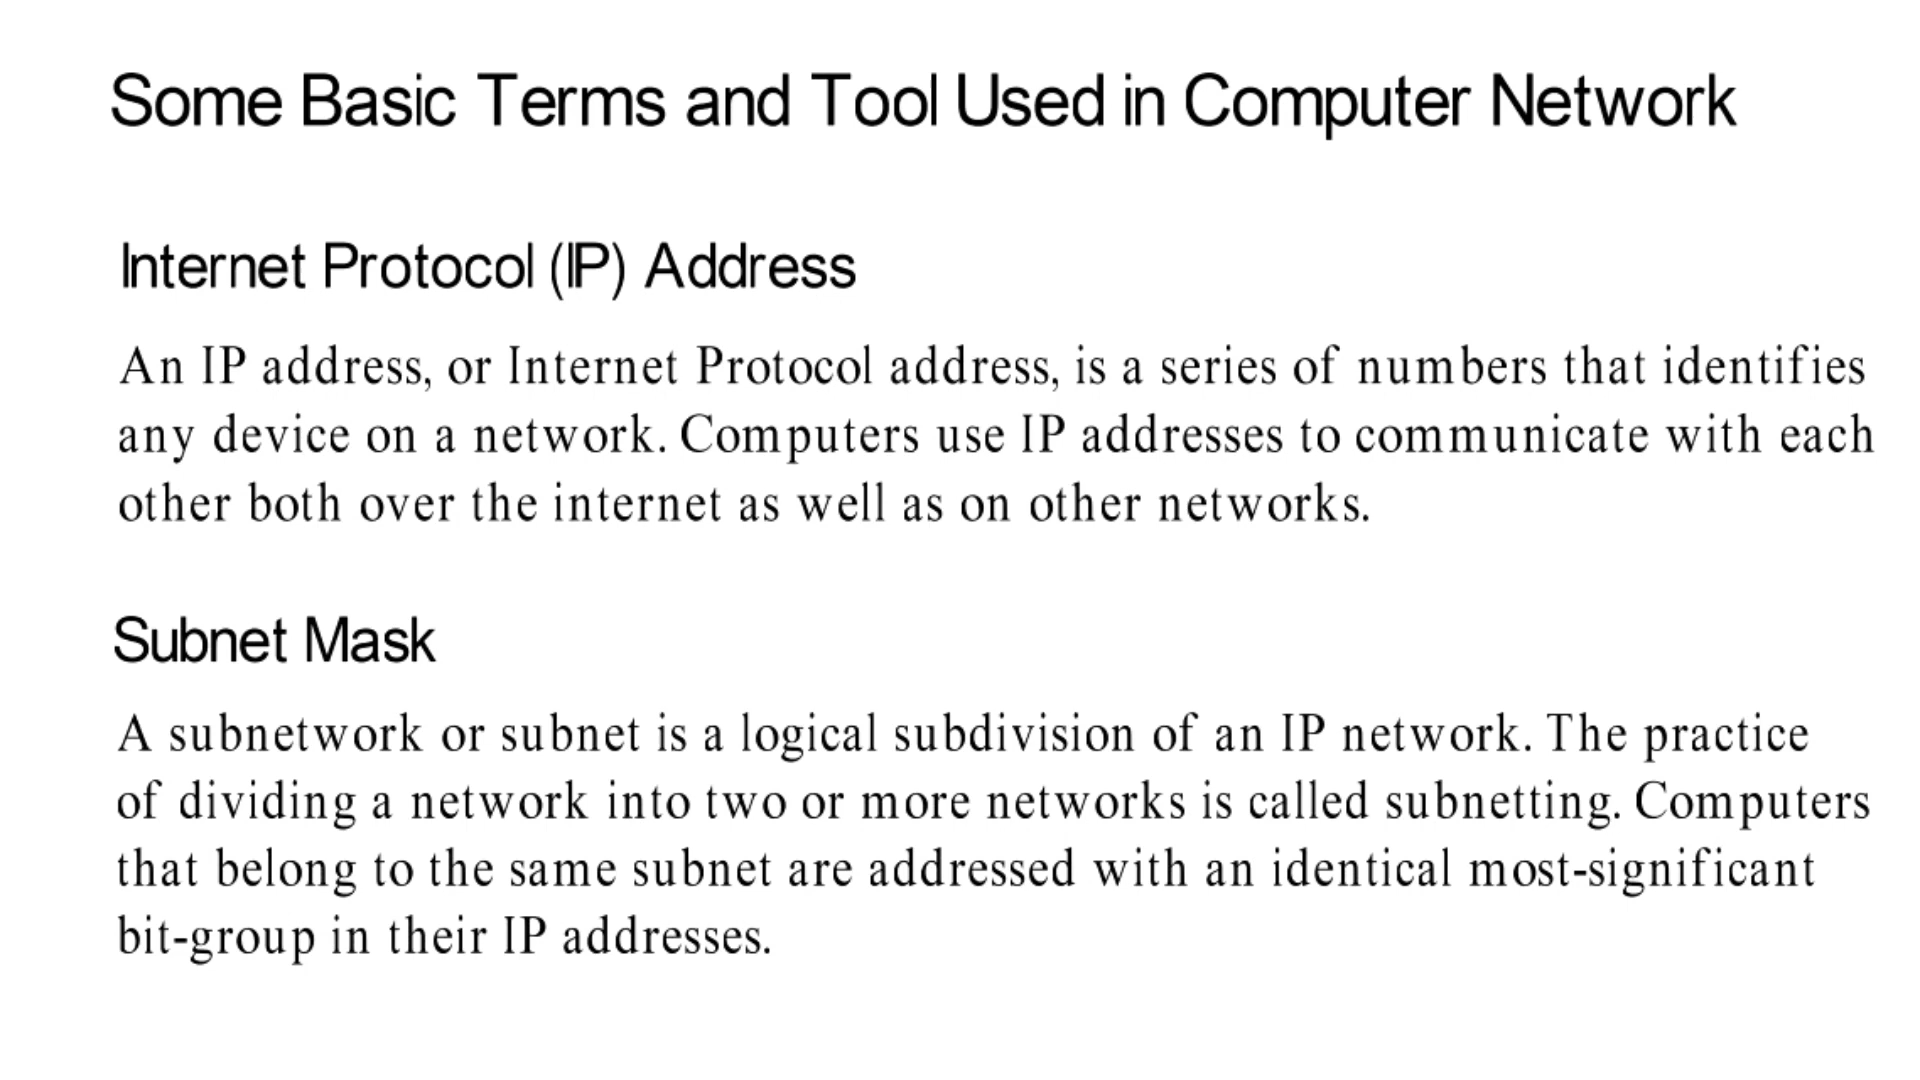 Some Basic Terms and Tool Used in Computer Network
Internet Protocol (IP) Address
An IP address, or Internet Protocol address, is a series of numbers that identifies
any device on a network. Computers use IP addresses to communicate with each
other both over the internet as well as on other networks.
Subnet Mask
A subnetwork or subnet is a logical subdivision of an IP network. The practice
of dividing a network into two or more networks is called subnetting. Computers
that belong to the same subnet are addressed with an identical most-significant
bit-group in their IP addresses.